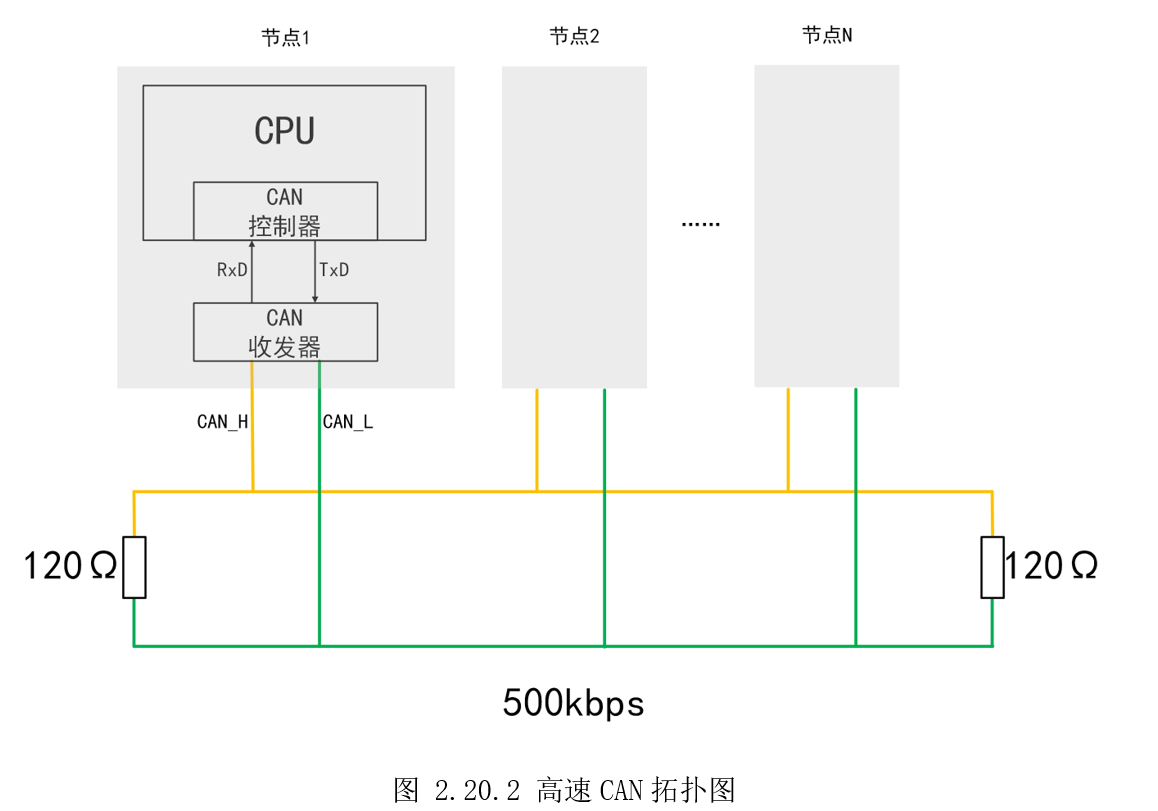 节点1
节点2
节点N
CPU
CAN
控制器
RxD
TxD
CAN
收发器
CAN_H
CAN_L
......
120Ω
120Ω
500kbps
图 2.20.2 高速 CAN 拓扑图